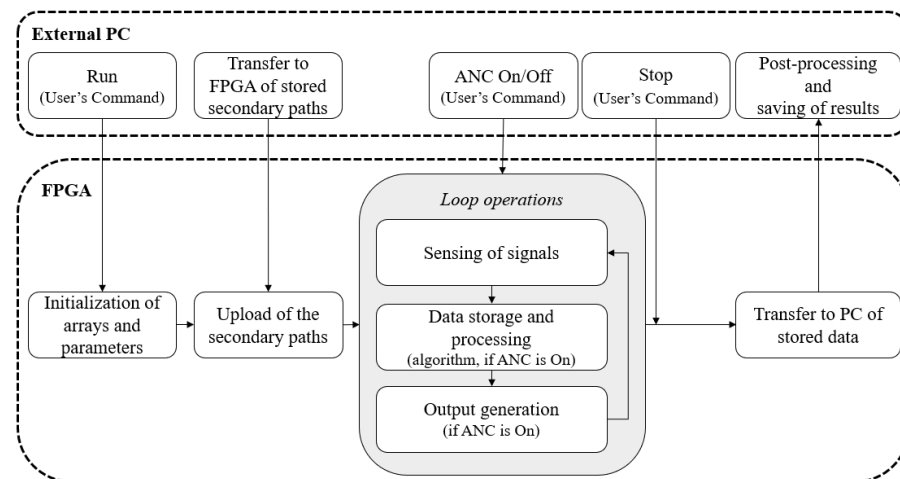 External PC
Run
(User's Command)
Transfer to
FPGA of stored
secondary paths
ANC On/Off
(User's Command)
Stop
(User's Command)
Post-processing
and
saving of results
FPGA
Loop operations
Sensing of signals
Initialization of
arrays and
parameters
Upload of the
secondary paths
Data storage and
processing
(algorithm, if ANC is On)
Transfer to PC of
stored data
Output generation
(if ANC is On)